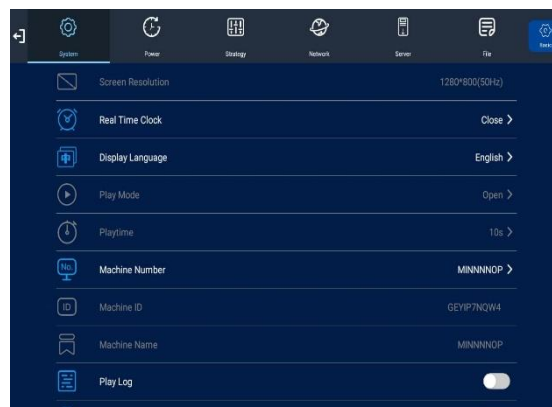 System Power Strategy Network Server File
Screen Resolution 1280*800(50Hz)
Real Time Clock Close
中 Display Language English
Play Mode Open
Playtime 10s
No. Machine Number MINNNNOP
ID Machine ID GEYIP7NQW4
Machine Name MINNNNOP
Play Log